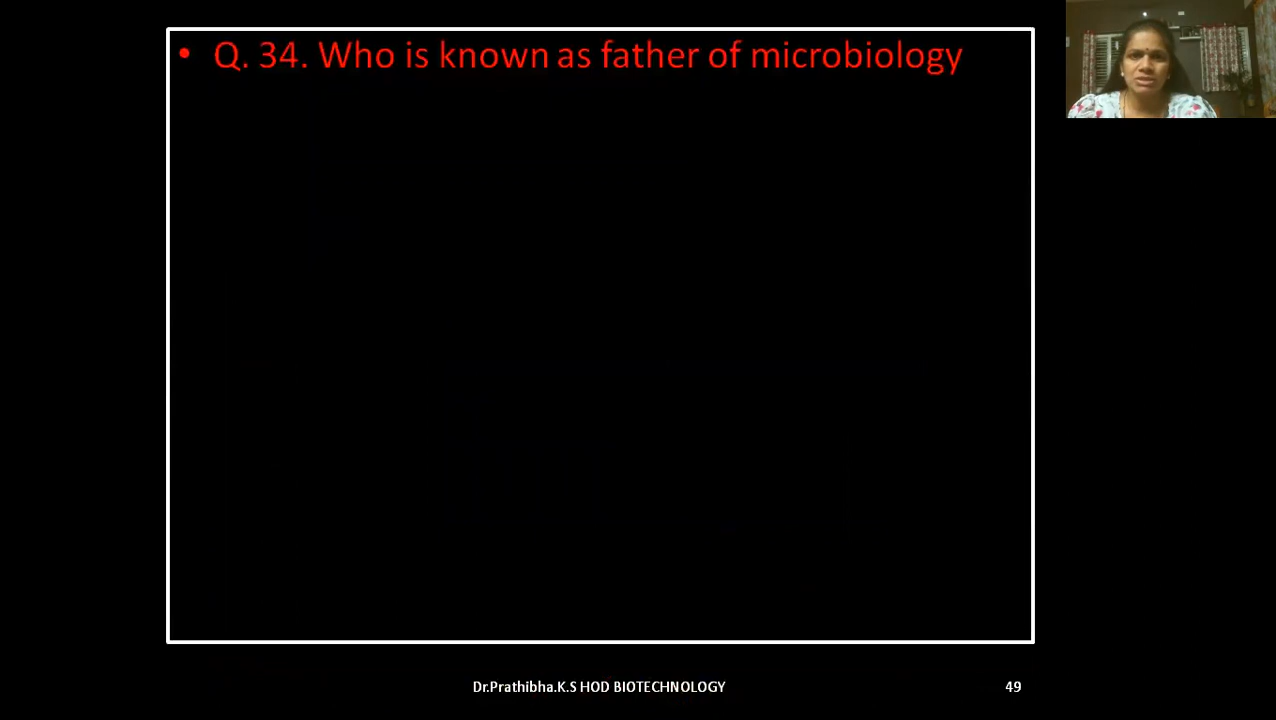 • Q. 34. Who is known as father of microbiology
Dr.Prathibha.K.S HOD BIOTECHNOLOGY
49